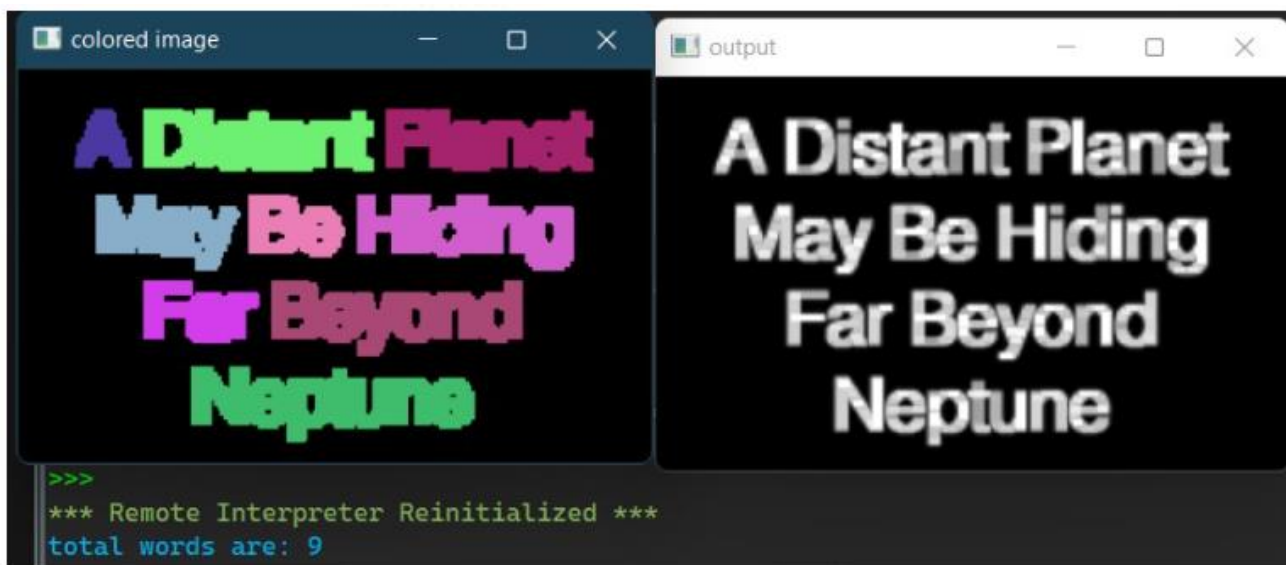 colored image
A Distant Planet
May Be Hiding
Far Beyond
Neptune
output
A Distant Planet
May Be Hiding
Far Beyond
Neptune
>>>
*** Remote Interpreter Reinitialized ***
total words are: 9